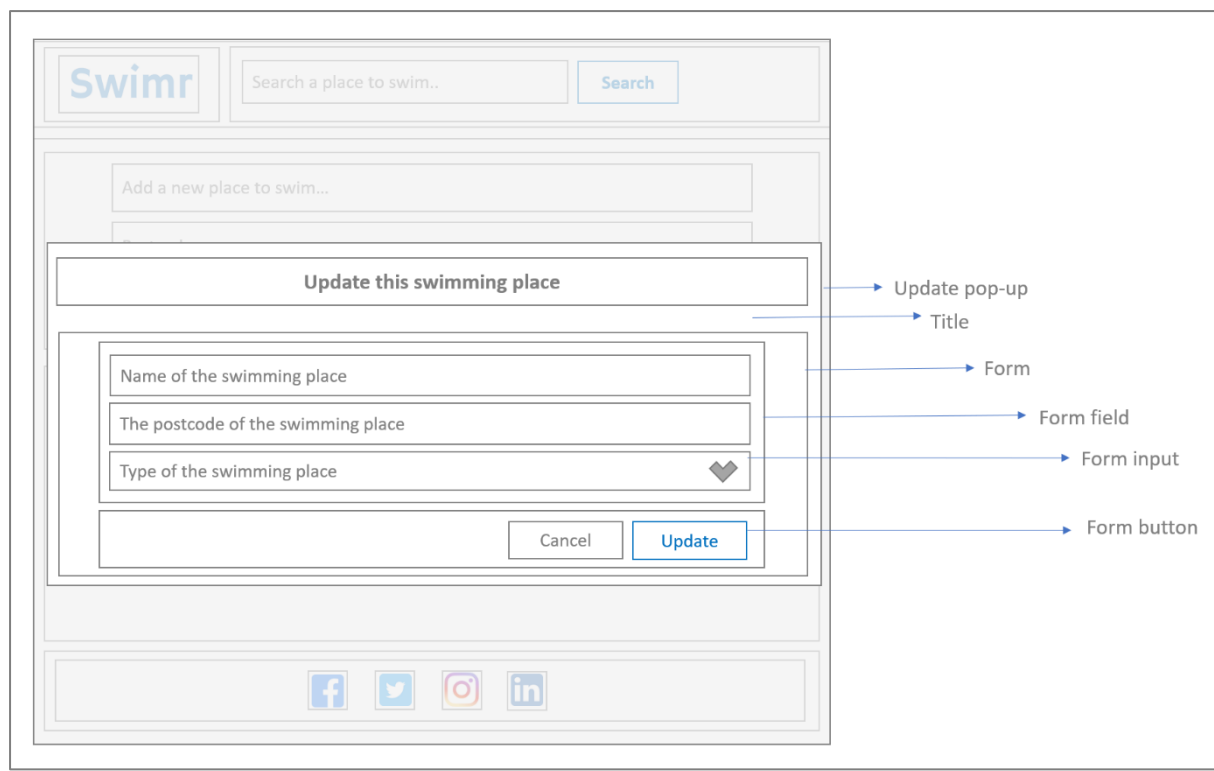 Swimr
Search a place to swim..
Search
Add a new place to swim...
Update this swimming place
Update pop-up
Title
Name of the swimming place
Form
The postcode of the swimming place
Form field
Type of the swimming place
Form input
Cancel
Update
Form button
f
in